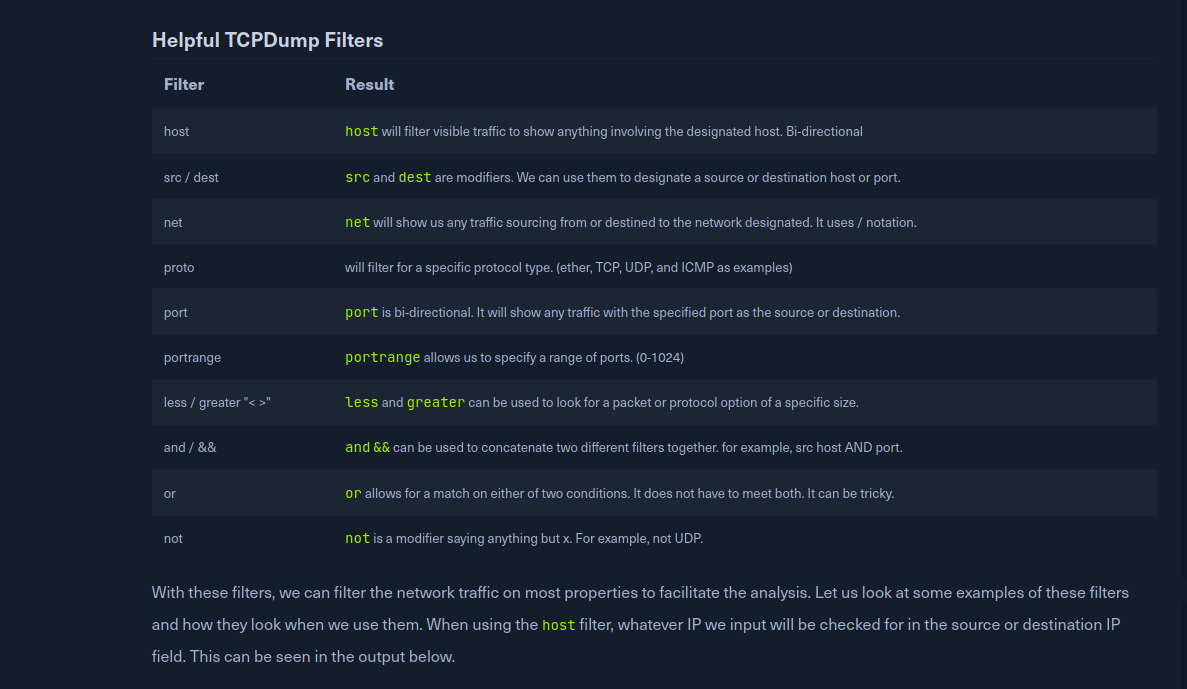 Helpful TCPDump Filters
Filter Result
host host will filter visible traffic to show anything involving the designated host. Bi-directional
src / dest src and dest are modifiers. We can use them to designate a source or destination host or port.
net net will show us any traffic sourcing from or destined to the network designated. It uses / notation.
proto will filter for a specific protocol type. (ether, TCP, UDP, and ICMP as examples)
port port is bi-directional. It will show any traffic with the specified port as the source or destination.
portrange portrange allows us to specify a range of ports. (0-1024)
less / greater "< >" less and greater can be used to look for a packet or protocol option of a specific size.
and / && and && can be used to concatenate two different filters together. for example, src host AND port.
or or allows for a match on either of two conditions. It does not have to meet both. It can be tricky.
not not is a modifier saying anything but x. For example, not UDP.
With these filters, we can filter the network traffic on most properties to facilitate the analysis. Let us look at some examples of these filters
and how they look when we use them. When using the host filter, whatever IP we input will be checked for in the source or destination IP
field. This can be seen in the output below.